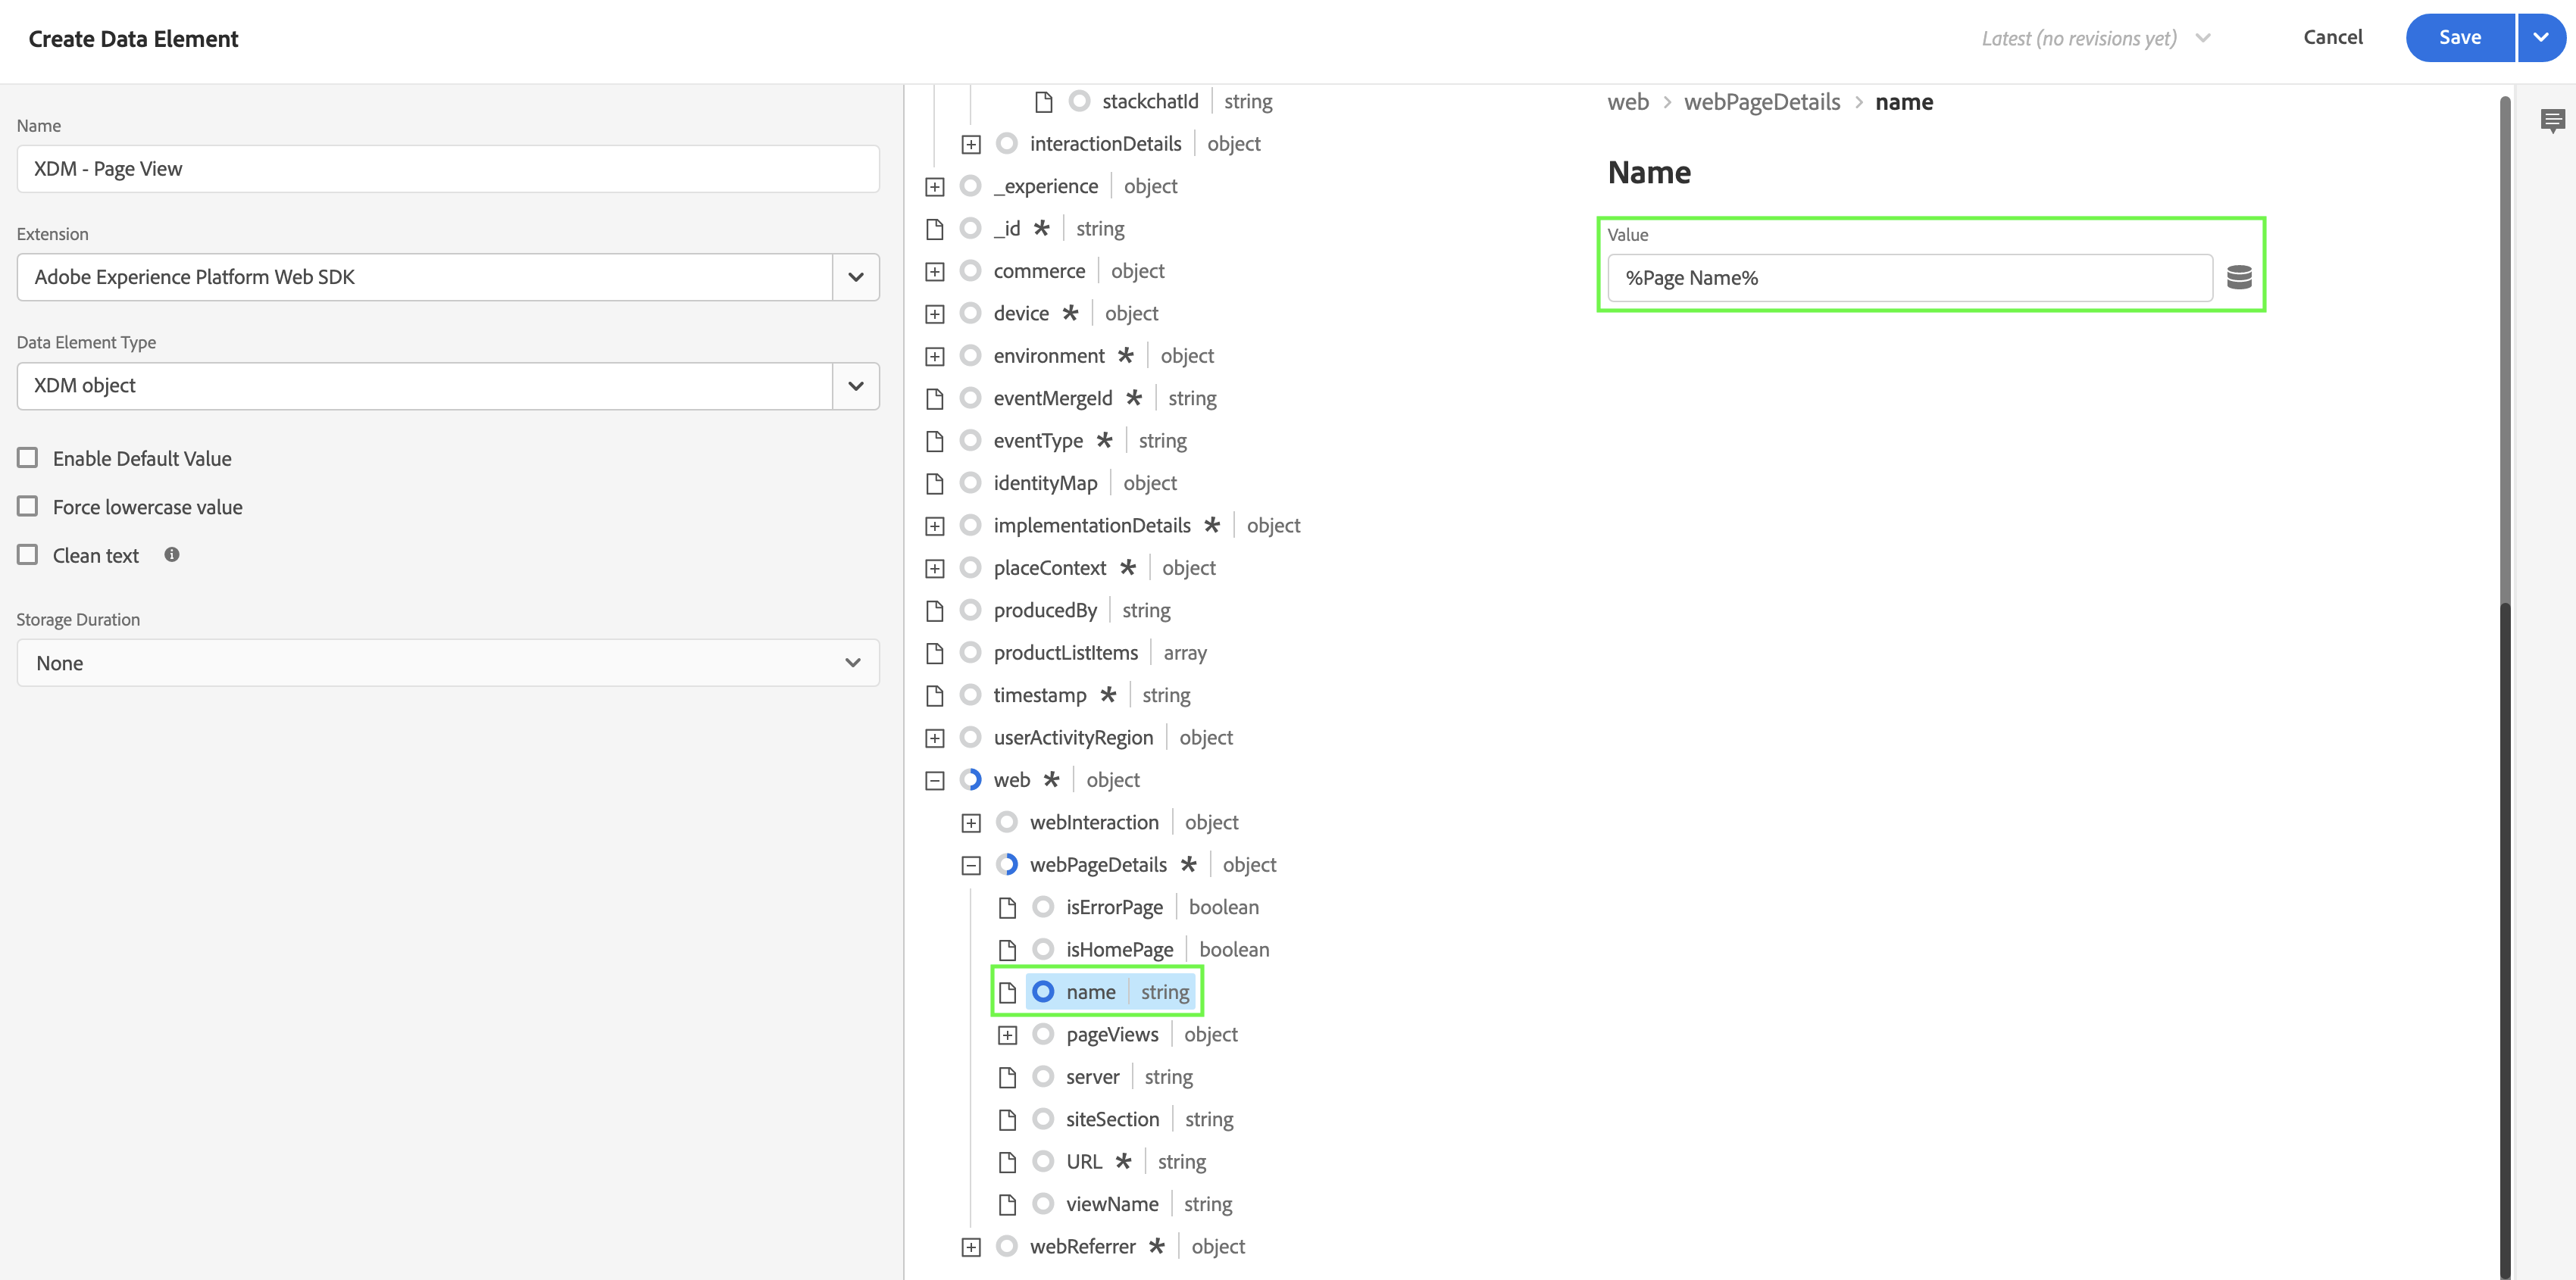 Create Data Element
Latest (no revisions yet)
Cancel
Save
Name
XDM - Page View
Extension
Adobe Experience Platform Web SDK
Data Element Type
XDM object
Enable Default Value
Force lowercase value
Clean text
Storage Duration
None
stackchatId string
interactionDetails object
_experience object
_id * string
commerce object
device * object
environment * object
eventMergeId * string
eventType * string
identityMap object
implementationDetails * object
placeContext * object
producedBy string
productListItems array
timestamp * string
userActivityRegion object
web * object
webInteraction object
webPageDetails * object
isErrorPage boolean
isHomePage boolean
name string
pageViews object
server string
siteSection string
URL * string
viewName string
webReferrer * object
web > webPageDetails > name
Name
Value
%Page Name%